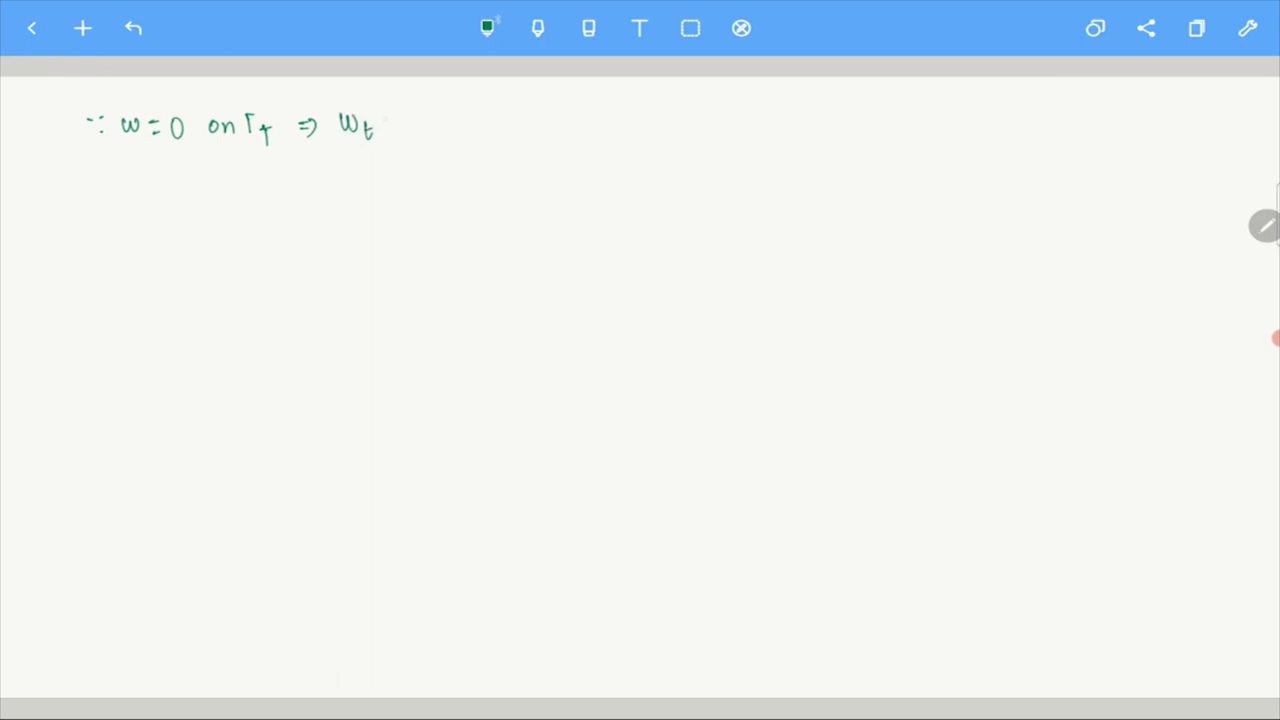 ∵ w = 0 on Γ_T ⇒ w_t